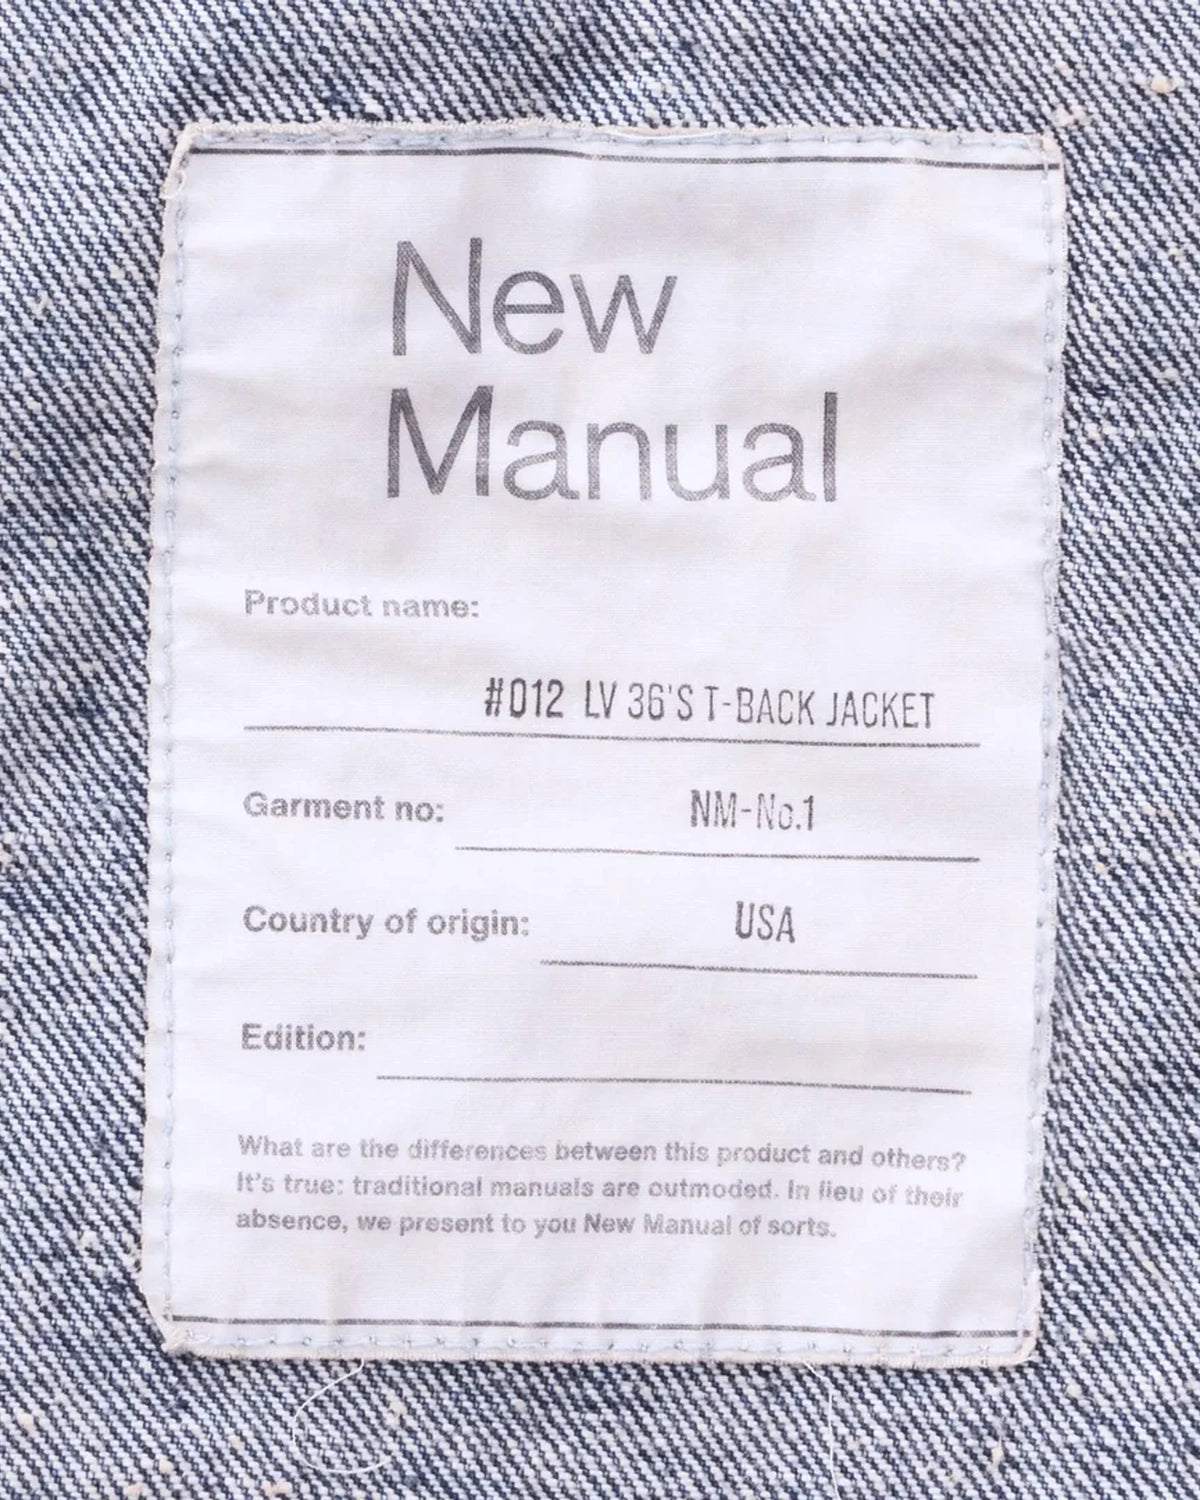 New
Manual
Product name:
#012 LV 36'S T-BACK JACKET
Garment no: NM-No.1
Country of origin: USA
Edition:
What are the differences between this product and others?
It's true: traditional manuals are outmoded. In lieu of their
absence, we present to you New Manual of sorts.